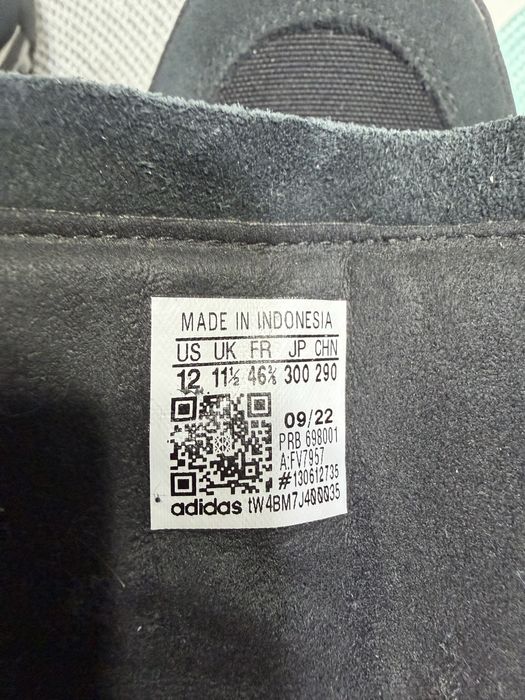 MADE IN INDONESIA
US UK FR JP CHN
12 11½ 46⅔ 300 290
09/22
PRB 698001
A:FV7957
#130612735
adidas tW4BM7J400035